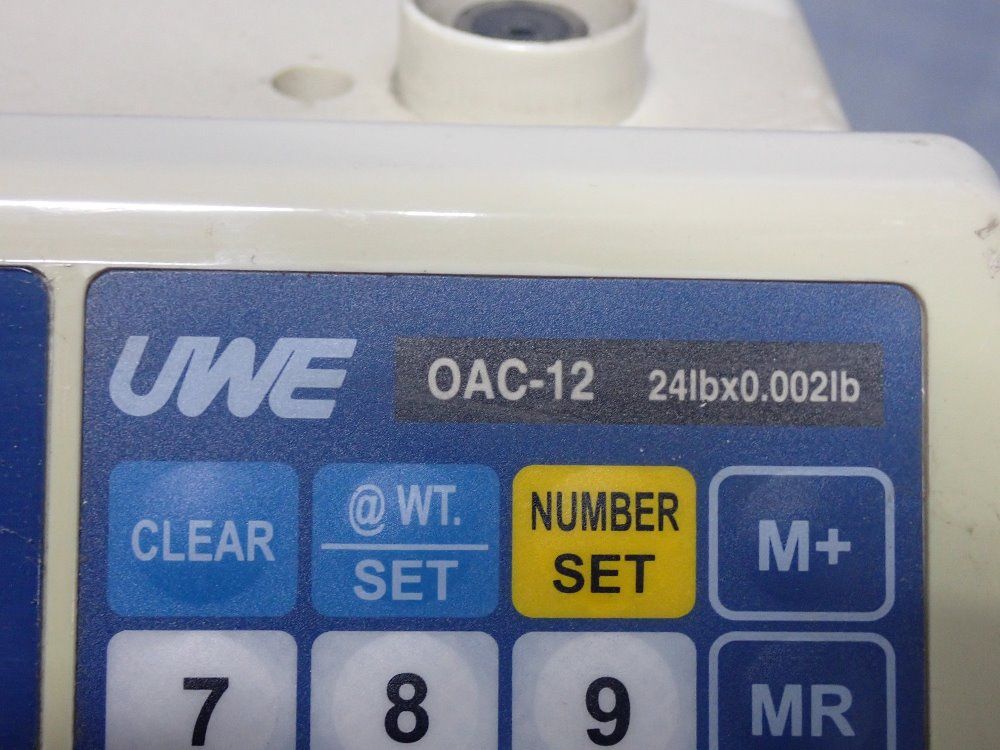 UWE OAC-12 24lbx0.002lb
CLEAR
@ WT.
SET
NUMBER
SET
M+
7 8 9 MR